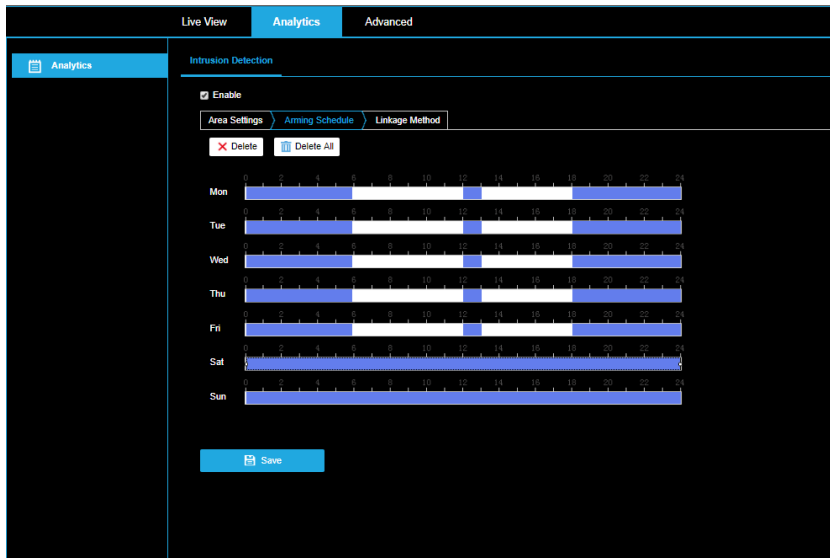 Live View Analytics Advanced
Analytics
Intrusion Detection
Enable
Area Settings Arming Schedule Linkage Method
Delete Delete All
0 2 4 6 8 10 12 14 16 18 20 22 24
Mon
0 2 4 6 8 10 12 14 16 18 20 22 24
Tue
0 2 4 6 8 10 12 14 16 18 20 22 24
Wed
0 2 4 6 8 10 12 14 16 18 20 22 24
Thu
0 2 4 6 8 10 12 14 16 18 20 22 24
Fri
0 2 4 6 8 10 12 14 16 18 20 22 24
Sat
0 2 4 6 8 10 12 14 16 18 20 22 24
Sun
Save